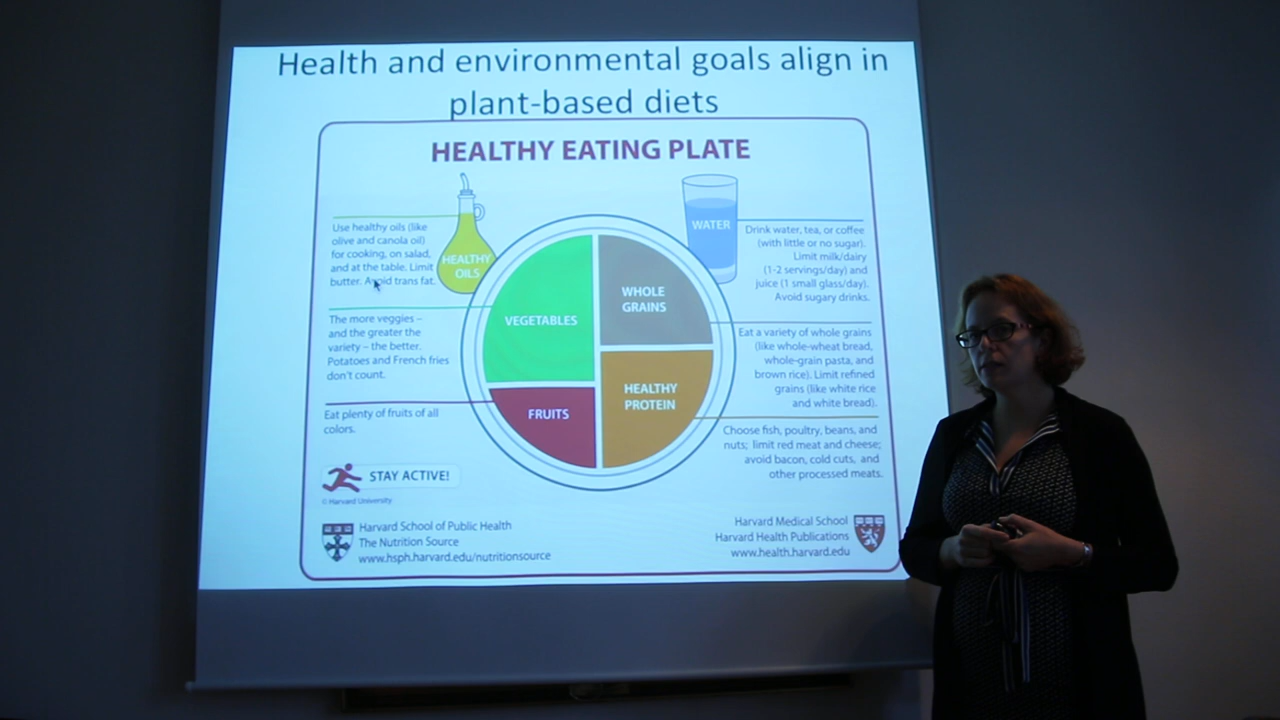 Health and environmental goals align in
plant-based diets
HEALTHY EATING PLATE
Use healthy oils (like
olive and canola oil)
for cooking, on salad,
and at the table. Limit
butter. Avoid trans fat.
HEALTHY
OILS
WATER
Drink water, tea, or coffee
(with little or no sugar).
Limit milk/dairy
(1-2 servings/day) and
juice (1 small glass/day).
Avoid sugary drinks.
The more veggies –
and the greater the
variety – the better.
Potatoes and French fries
don't count.
VEGETABLES
WHOLE
GRAINS
Eat a variety of whole grains
(like whole-wheat bread,
whole-grain pasta, and
brown rice). Limit refined
grains (like white rice
and white bread).
Eat plenty of fruits of all
colors.
FRUITS
HEALTHY
PROTEIN
Choose fish, poultry, beans, and
nuts; limit red meat and cheese;
avoid bacon, cold cuts, and
other processed meats.
STAY ACTIVE!
© Harvard University
Harvard School of Public Health
The Nutrition Source
www.hsph.harvard.edu/nutritionsource
Harvard Medical School
Harvard Health Publications
www.health.harvard.edu